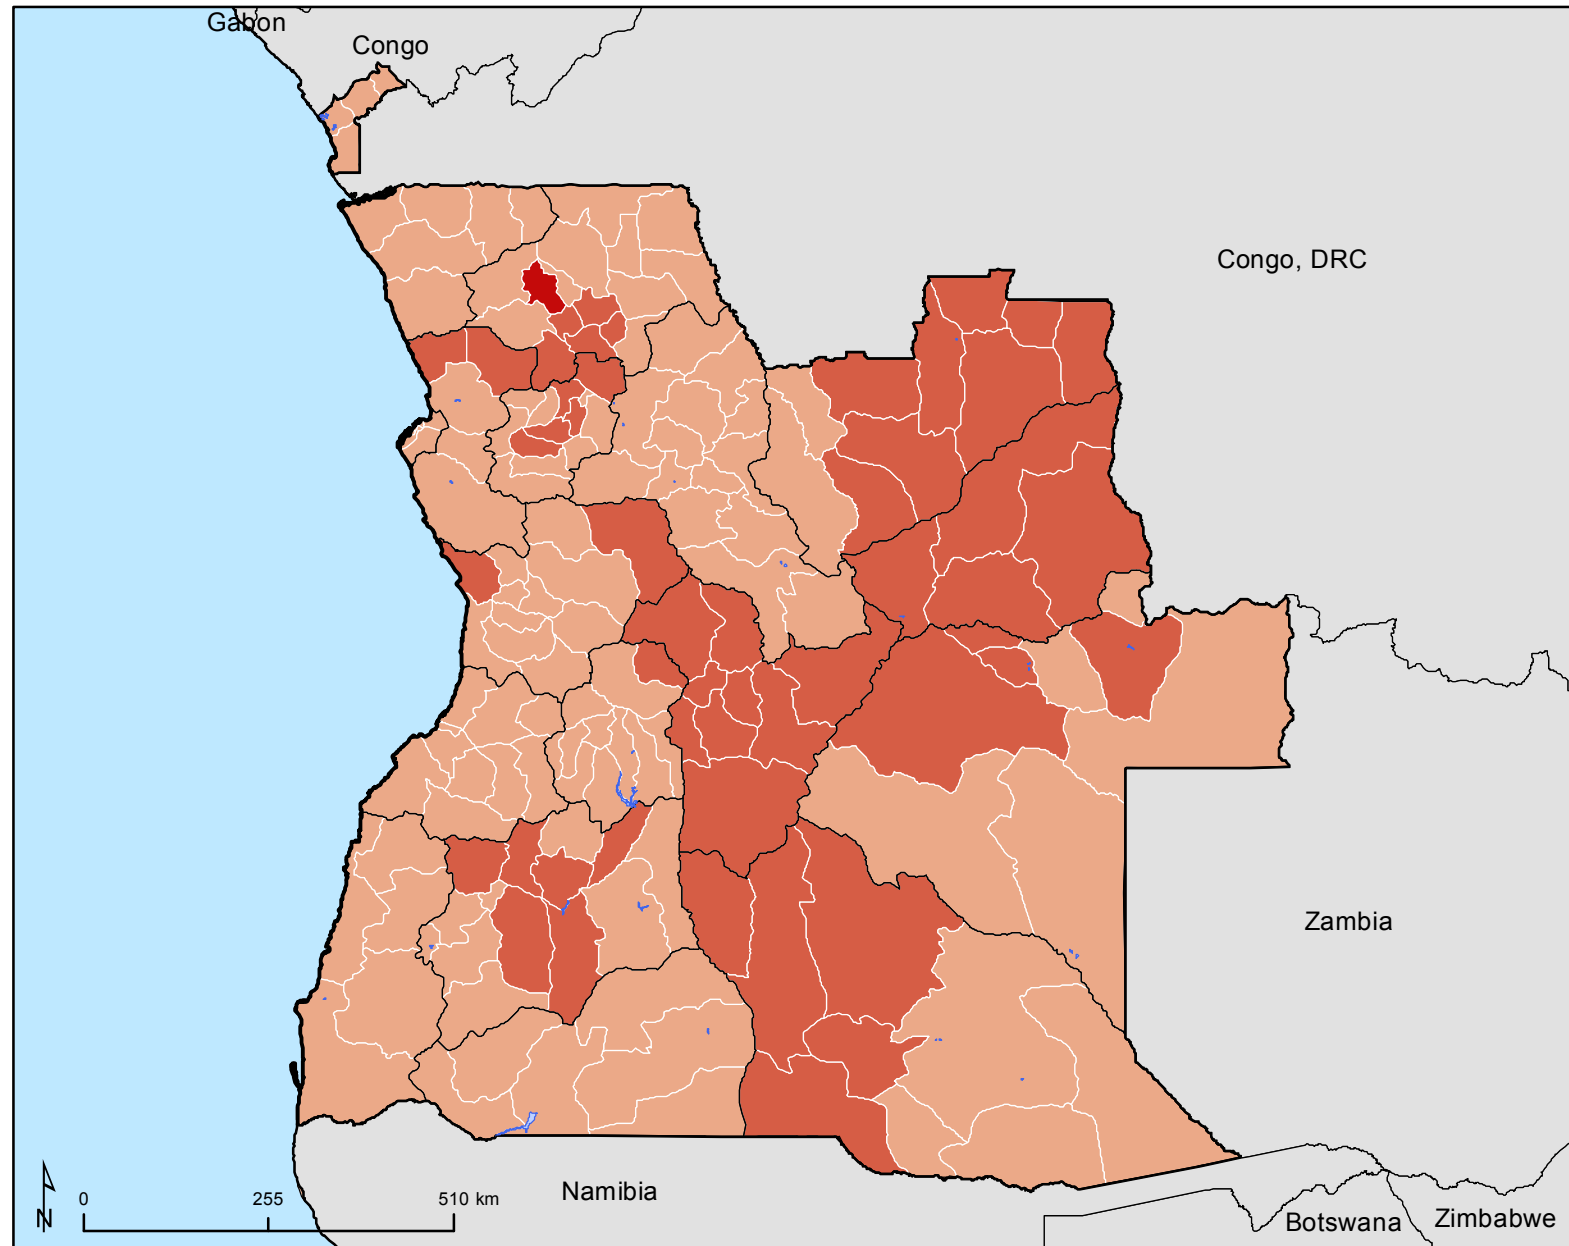 Gabon
Congo
Congo, DRC
Zambia
Namibia
Botswana
Zimbabwe
N
0
255
510 km